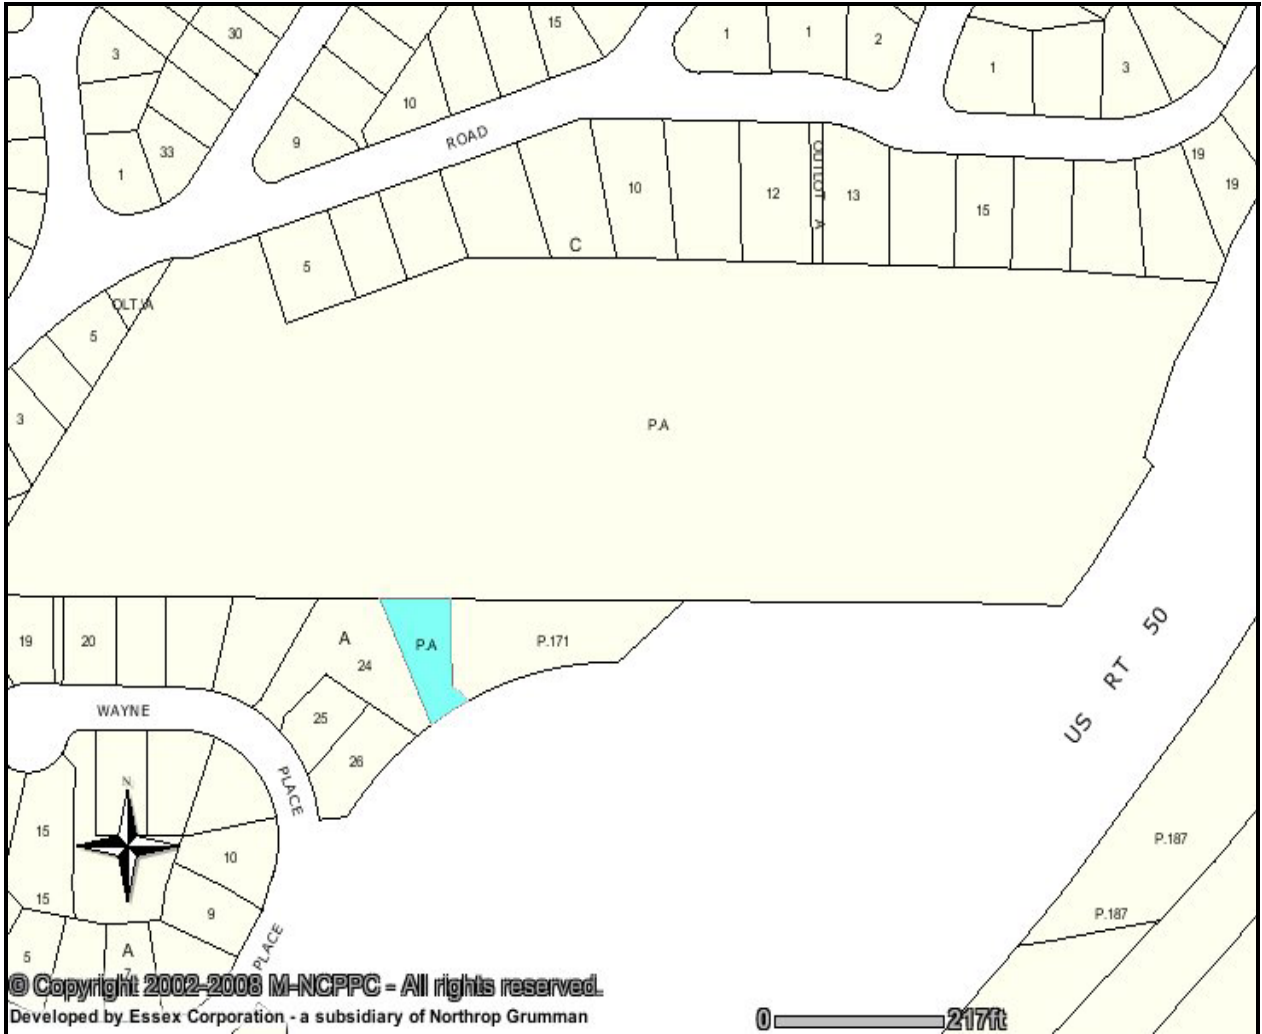 30
15
1
1
2
3
1
3
10
9
ROAD
33
1
19
19
10
12
OUTLOT A
13
15
C
5
OLT.\A
5
3
P.A
19
20
A
24
P.A
P.171
US RT 50
WAYNE
25
26
PLACE
N
15
10
P.187
15
9
P.187
5
A
7
PLACE
© Copyright 2002-2008 M-NCPPC - All rights reserved.
Developed by Essex Corporation - a subsidiary of Northrop Grumman
0 217ft